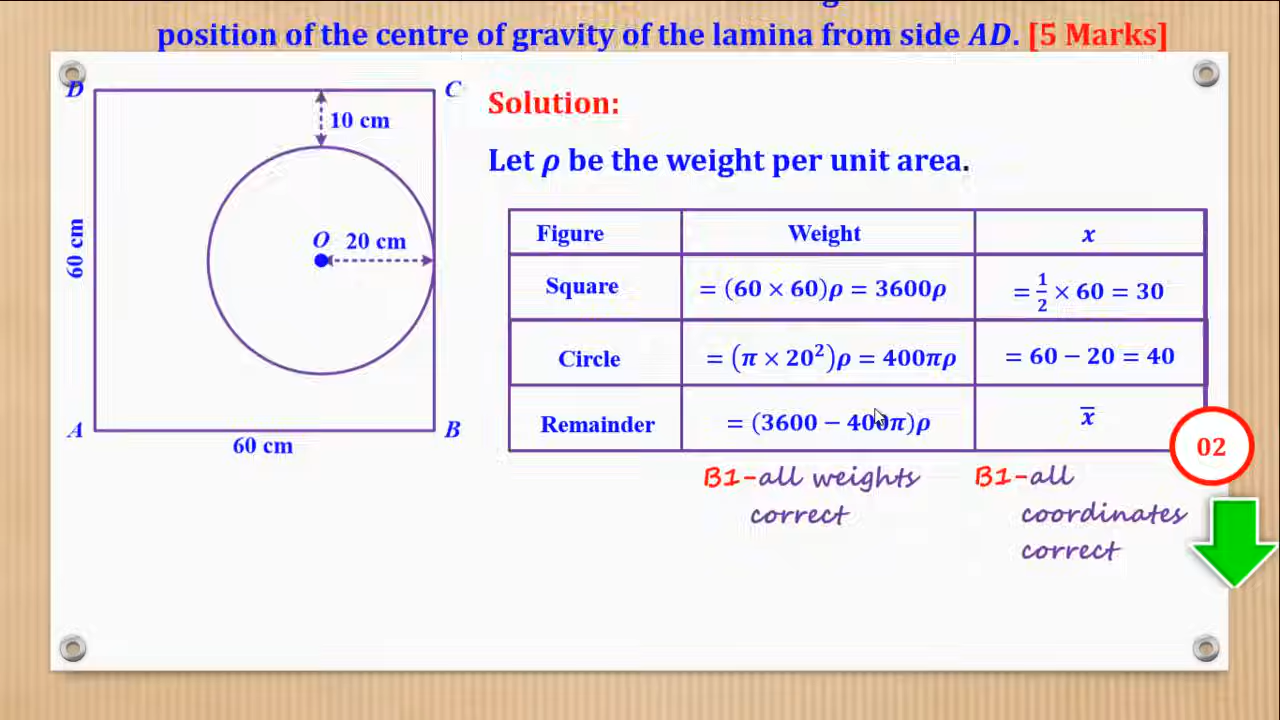 position of the centre of gravity of the lamina from side AD. [5 Marks]
D
C
10 cm
Solution:
Let ρ be the weight per unit area.
60 cm
O
20 cm
A
B
60 cm
Figure
Weight
x
Square
= (60 × 60)ρ = 3600ρ
= 1/2 × 60 = 30
Circle
= (π × 20²)ρ = 400πρ
= 60 − 20 = 40
Remainder
= (3600 − 400π)ρ
x̅
02
B1-all weights
correct
B1-all
coordinates
correct